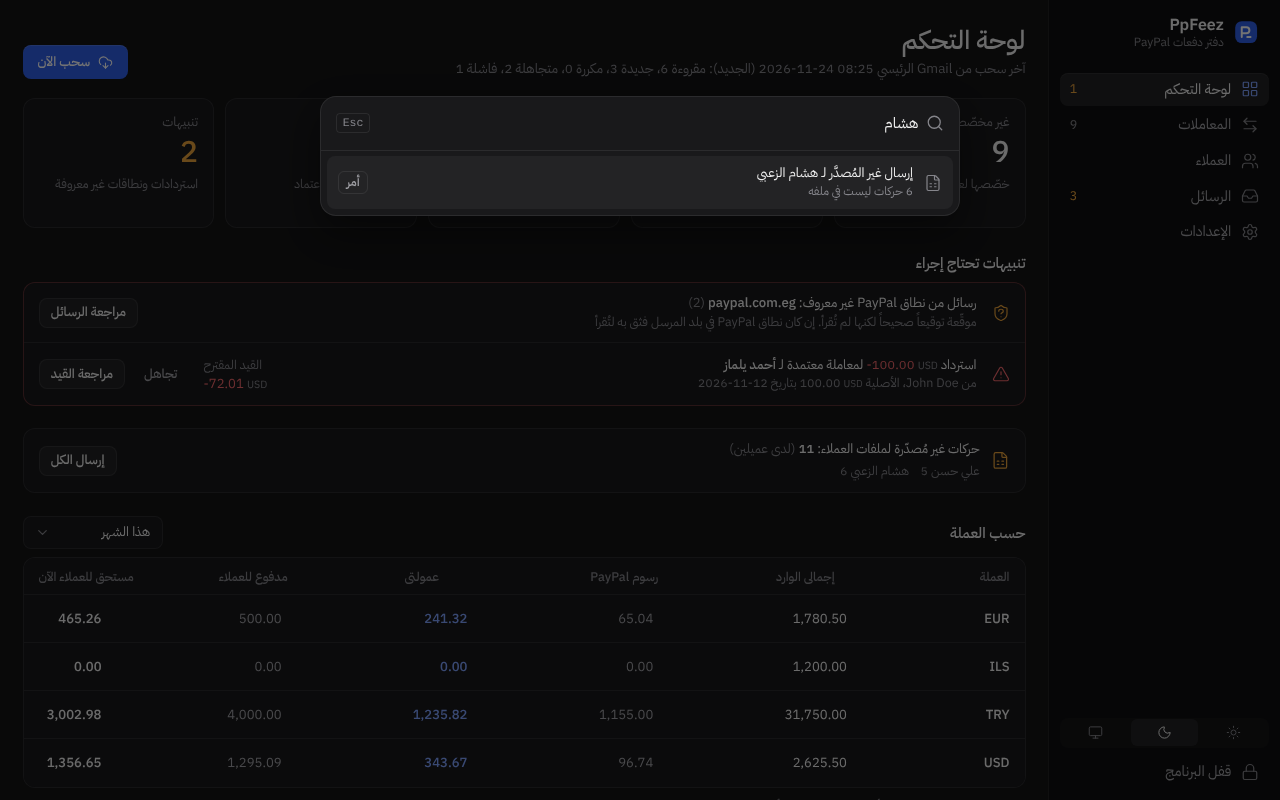 PpFeez
دفتر دفعات PayPal
لوحة التحكم 1
المعاملات 9
العملاء
الرسائل 3
الإعدادات
قفل البرنامج
لوحة التحكم
آخر سحب من Gmail الرئيسي 08:25 24-11-2026 (الجديد): مقروءة 6، جديدة 3، مكررة 0، متجاهلة 2، فاشلة 1
سحب الآن
هشام
Esc
إرسال غير المُصدَّر لـ هشام الزعبي
6 حركات ليست في ملفه
أمر
غير مخصّص
9
خصّصها لع
عتماد
تنبيهات
2
استردادات ونطاقات غير معروفة
تنبيهات تحتاج إجراء
رسائل من نطاق PayPal غير معروف: paypal.com.eg (2)
موقّعة توقيعاً صحيحاً لكنها لم تُقرأ. إن كان نطاق PayPal في بلد المرسل فثق به لتُقرأ
مراجعة الرسائل
استرداد -100.00 USD لمعاملة معتمدة لـ أحمد يلماز
من John Doe، الأصلية 100.00 USD بتاريخ 2026-11-12
القيد المقترح
-72.01 USD
تجاهل
مراجعة القيد
حركات غير مُصدّرة لملفات العملاء: 11 (لدى عميلين)
علي حسن 5 هشام الزعبي 6
إرسال الكل
حسب العملة
هذا الشهر
العملة إجمالي الوارد رسوم PayPal عمولتي مدفوع للعملاء مستحق للعملاء الآن
EUR 1,780.50 65.04 241.32 500.00 465.26
ILS 1,200.00 0.00 0.00 0.00 0.00
TRY 31,750.00 1,155.00 1,235.82 4,000.00 3,002.98
USD 2,625.50 96.74 343.67 1,295.09 1,356.65